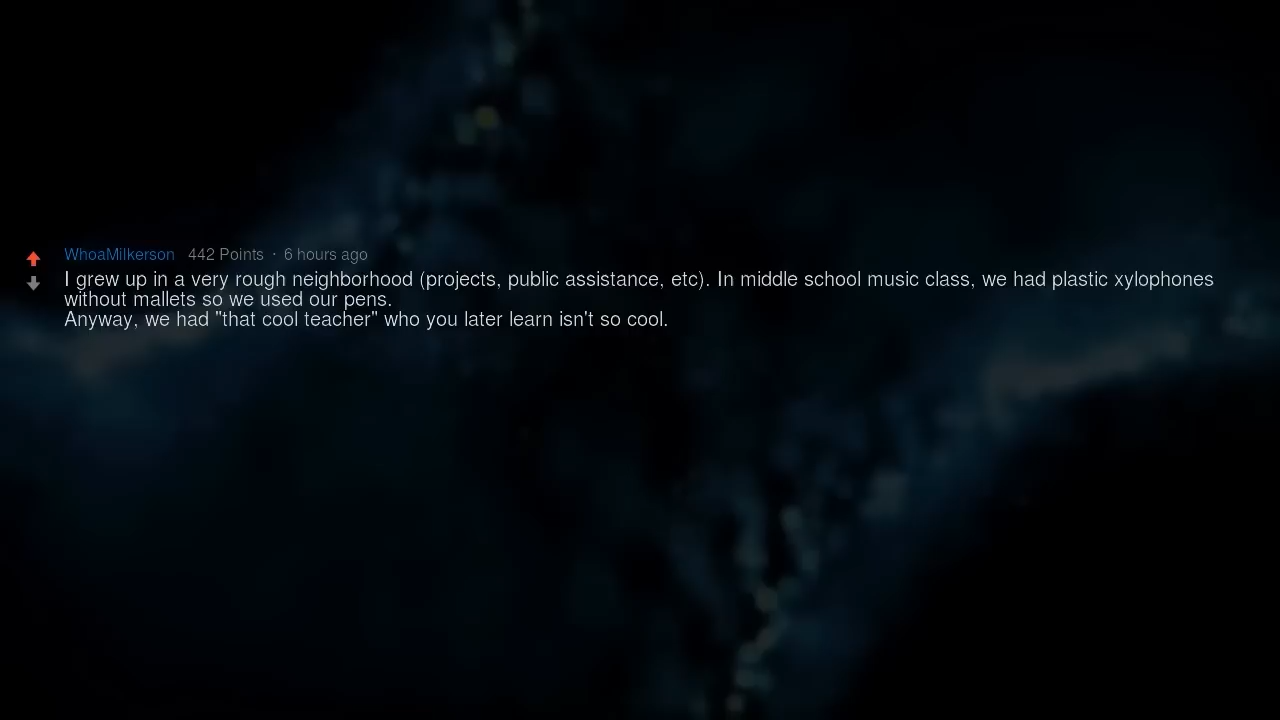 WhoaMilkerson 442 Points · 6 hours ago
I grew up in a very rough neighborhood (projects, public assistance, etc). In middle school music class, we had plastic xylophones
without mallets so we used our pens.
Anyway, we had "that cool teacher" who you later learn isn't so cool.